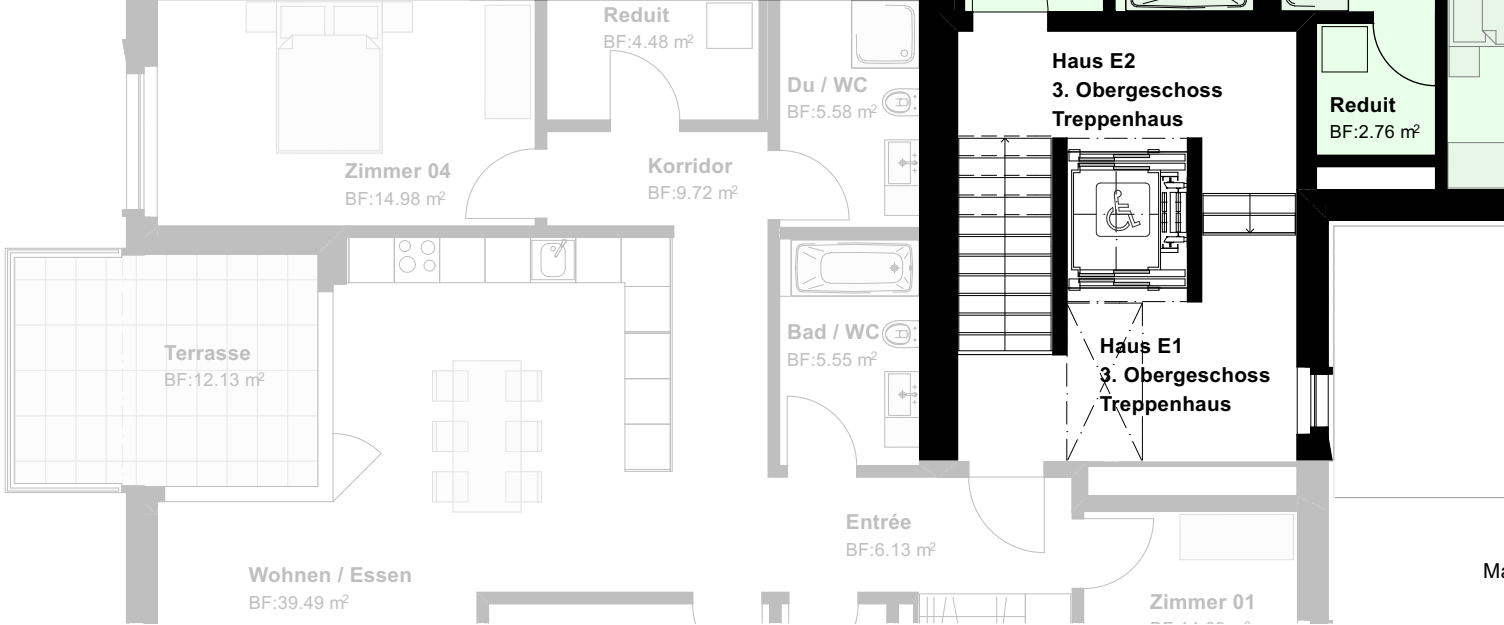 Reduit
BF:4.48 m²
Du / WC
BF:5.58 m²
Haus E2
3. Obergeschoss
Treppenhaus
Reduit
BF:2.76 m²
Zimmer 04
BF:14.98 m²
Korridor
BF:9.72 m²
Terrasse
BF:12.13 m²
Bad / WC
BF:5.55 m²
Haus E1
3. Obergeschoss
Treppenhaus
Entrée
BF:6.13 m²
Wohnen / Essen
BF:39.49 m²
Zimmer 01
Ma